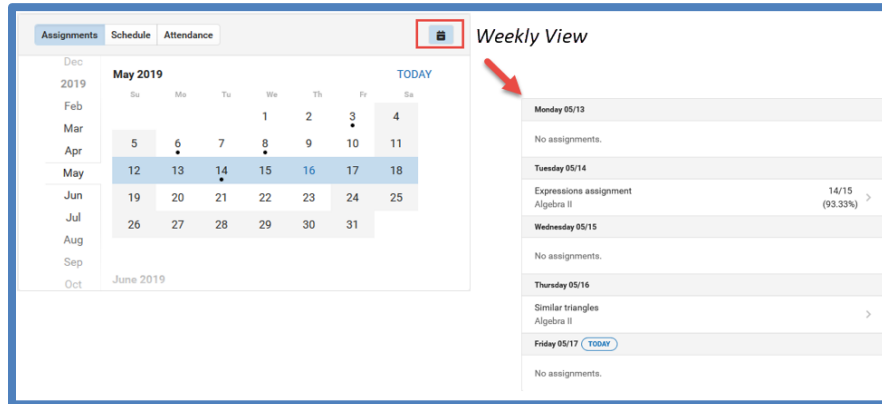 Assignments Schedule Attendance
Weekly View
Dec
2019
Feb
Mar
Apr
May
Jun
Jul
Aug
Sep
Oct
May 2019 TODAY
Su Mo Tu We Th Fr Sa
1 2 3 4
5 6 7 8 9 10 11
12 13 14 15 16 17 18
19 20 21 22 23 24 25
26 27 28 29 30 31
June 2019
Monday 05/13
No assignments.
Tuesday 05/14
Expressions assignment 14/15
Algebra II (93.33%)
Wednesday 05/15
No assignments.
Thursday 05/16
Similar triangles
Algebra II
Friday 05/17 TODAY
No assignments.